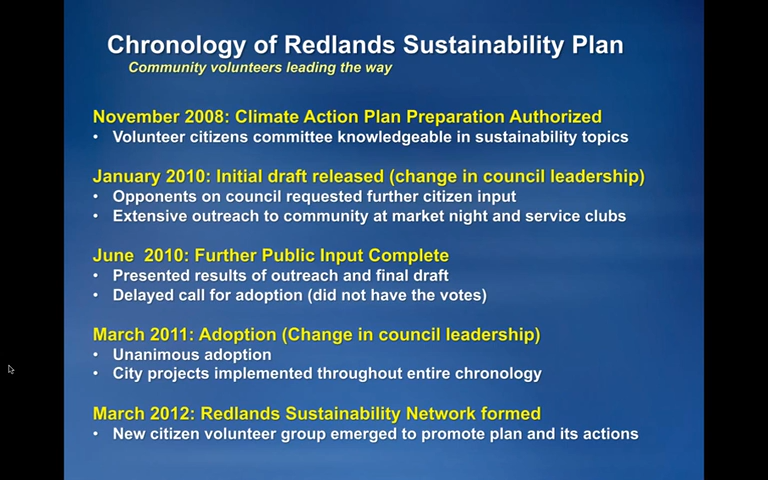 Chronology of Redlands Sustainability Plan
Community volunteers leading the way
November 2008: Climate Action Plan Preparation Authorized
• Volunteer citizens committee knowledgeable in sustainability topics
January 2010: Initial draft released (change in council leadership)
• Opponents on council requested further citizen input
• Extensive outreach to community at market night and service clubs
June  2010: Further Public Input Complete
• Presented results of outreach and final draft
• Delayed call for adoption (did not have the votes)
March 2011: Adoption (Change in council leadership)
• Unanimous adoption
• City projects implemented throughout entire chronology
March 2012: Redlands Sustainability Network formed
• New citizen volunteer group emerged to promote plan and its actions